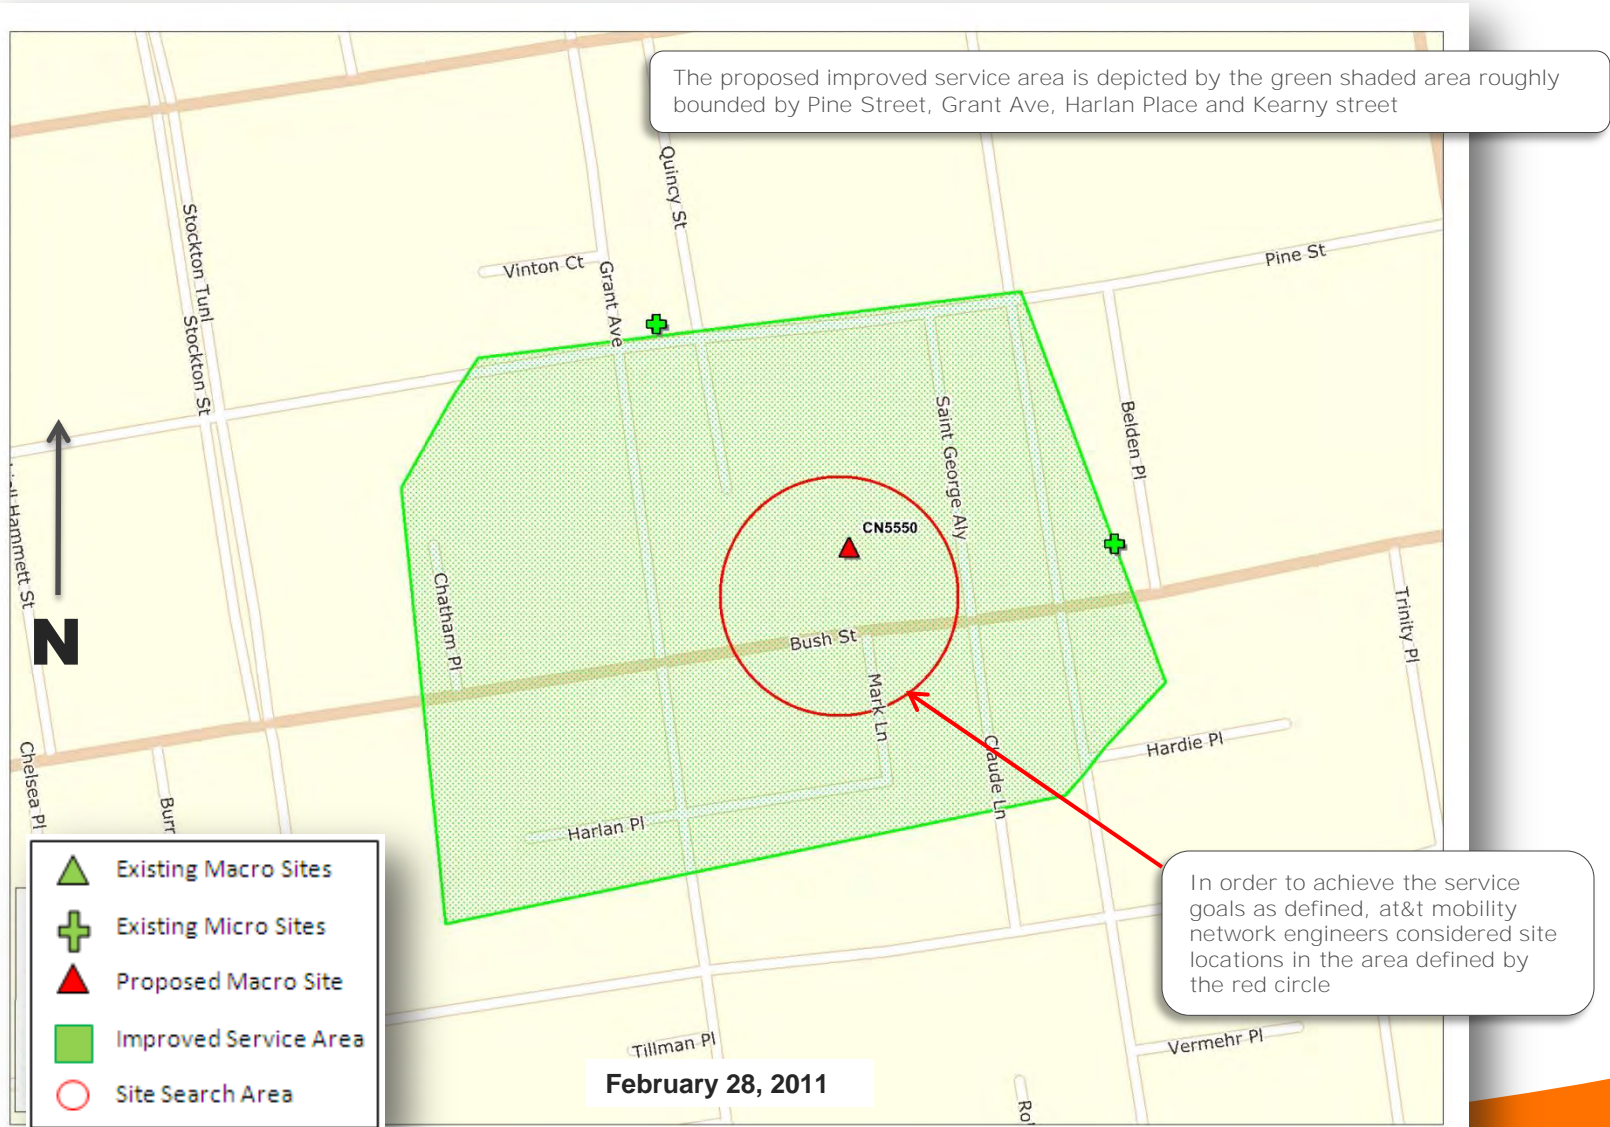 The proposed improved service area is depicted by the green shaded area roughly
bounded by Pine Street, Grant Ave, Harlan Place and Kearny street
Quincy St
Stockton Tunl
Vinton Ct
Grant Ave
Pine St
Stockton St
Saint George Aly
Belden Pl
Hammett St
CN5550
N
Chatham Pl
Bush St
Trinity Pl
Mark Ln
Claude Ln
Hardie Pl
Chelsea Pl
Burr
Harlan Pl
Existing Macro Sites
Existing Micro Sites
Proposed Macro Site
Improved Service Area
Site Search Area
In order to achieve the service
goals as defined, at&t mobility
network engineers considered site
locations in the area defined by
the red circle
Tillman Pl
Vermehr Pl
February 28, 2011